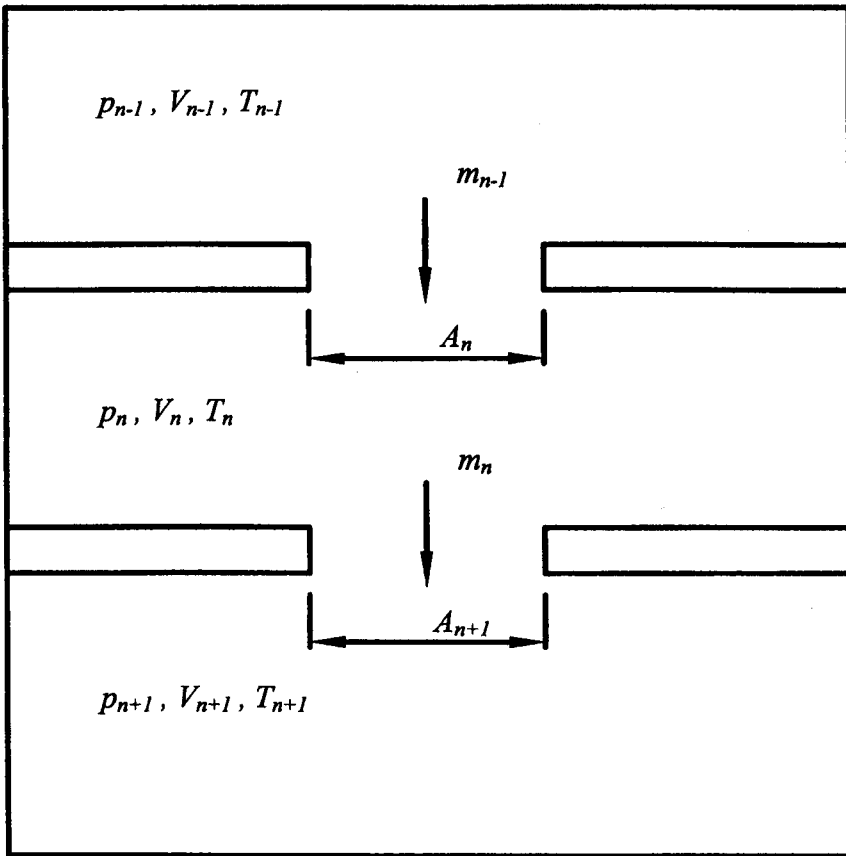 p_{n-1}, V_{n-1}, T_{n-1}
m_{n-1}
A_n
p_n, V_n, T_n
m_n
A_{n+1}
p_{n+1}, V_{n+1}, T_{n+1}